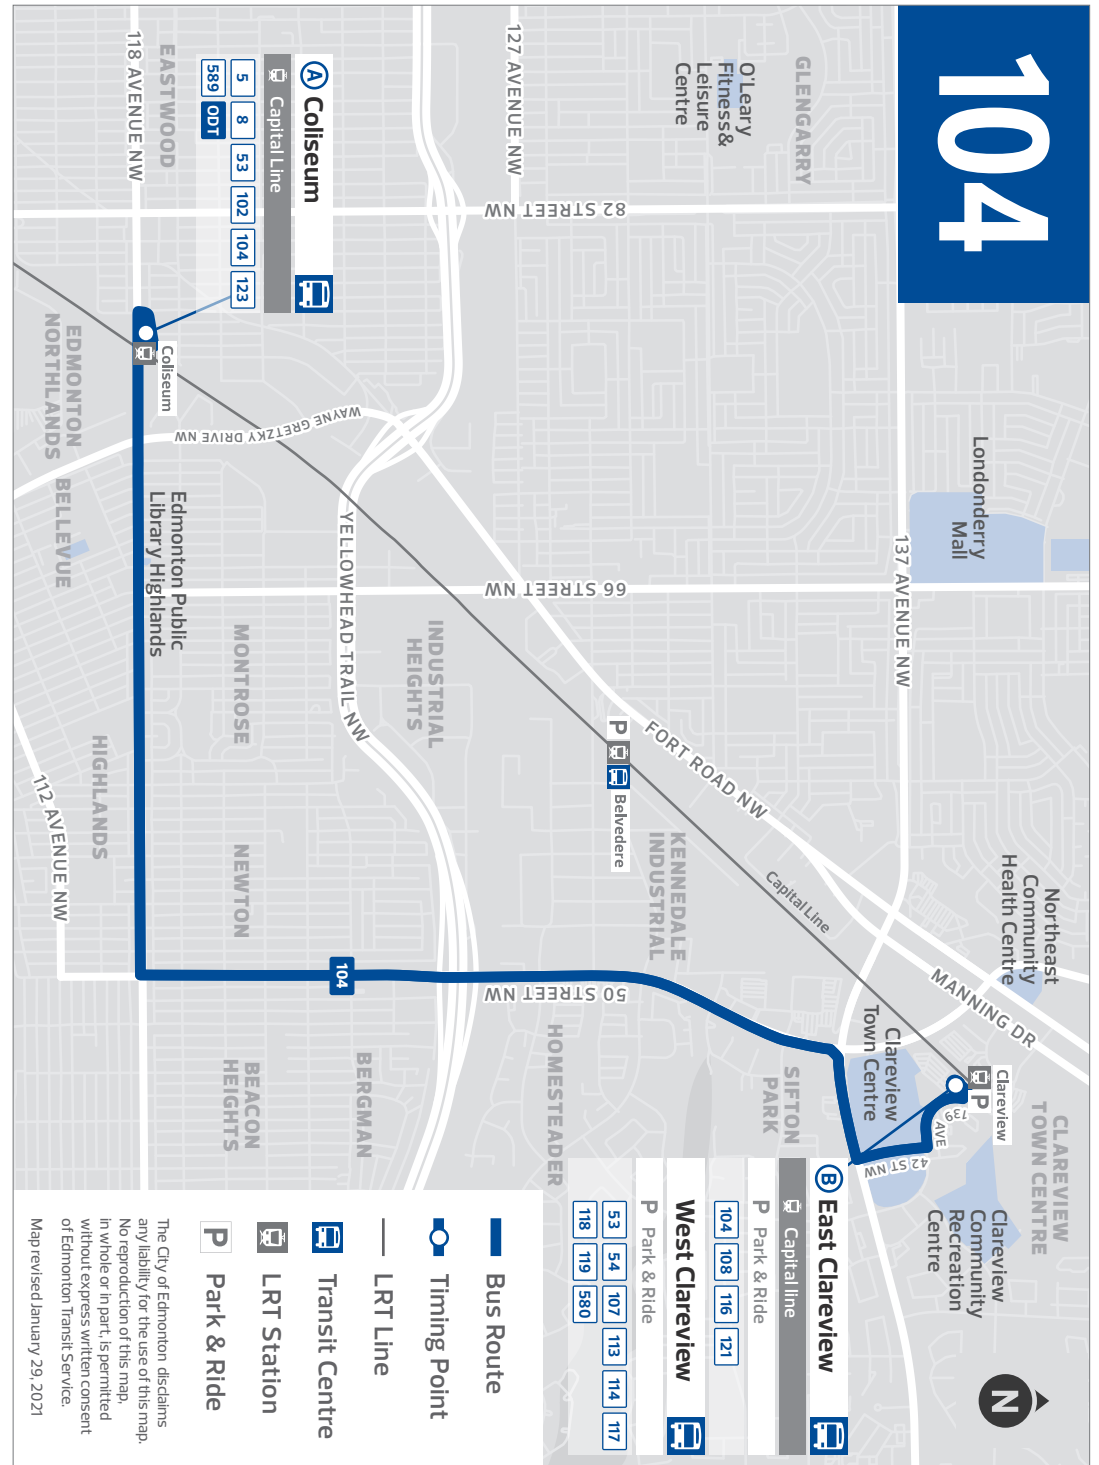 104
GLENGARRY
O'Leary
Fitness&
Leisure
Centre
127 AVENUE NW
118 AVENUE NW
EASTWOOD
A Coliseum
Capital Line
5 8 53 102 104 123
589 ODT
82 STREET NW
Coliseum
EDMONTON
NORTHLANDS
WAYNE GRETZKY DRIVE NW
Londonderry
Mall
137 AVENUE NW
BELLEVUE
Edmonton Public
Library Highlands
YELLOWHEAD TRAIL NW
66 STREET NW
MONTROSE
INDUSTRIAL
HEIGHTS
HIGHLANDS
112 AVENUE NW
NEWTON
P
Belvedere
FORT ROAD NW
KENNEDALE
INDUSTRIAL
Capital Line
Northeast
Community
Health Centre
MANNING DR
104
50 STREET NW
Clareview
Town Centre
Clareview
P
139
AVE
42 ST NW
CLAREVIEW
TOWN CENTRE
SIFTON
PARK
HOMESTEADER
BERGMAN
BEACON
HEIGHTS
Clareview
Community
Recreation
Centre
B East Clareview
Capital line
P Park & Ride
104 108 116 121
West Clareview
P Park & Ride
53 54 107 113 114 117
118 119 580
N
Bus Route
Timing Point
LRT Line
Transit Centre
LRT Station
P Park & Ride
The City of Edmonton disclaims
any liability for the use of this map.
No reproduction of this map,
in whole or in part, is permitted
without express written consent
of Edmonton Transit Service.
Map revised January 29, 2021